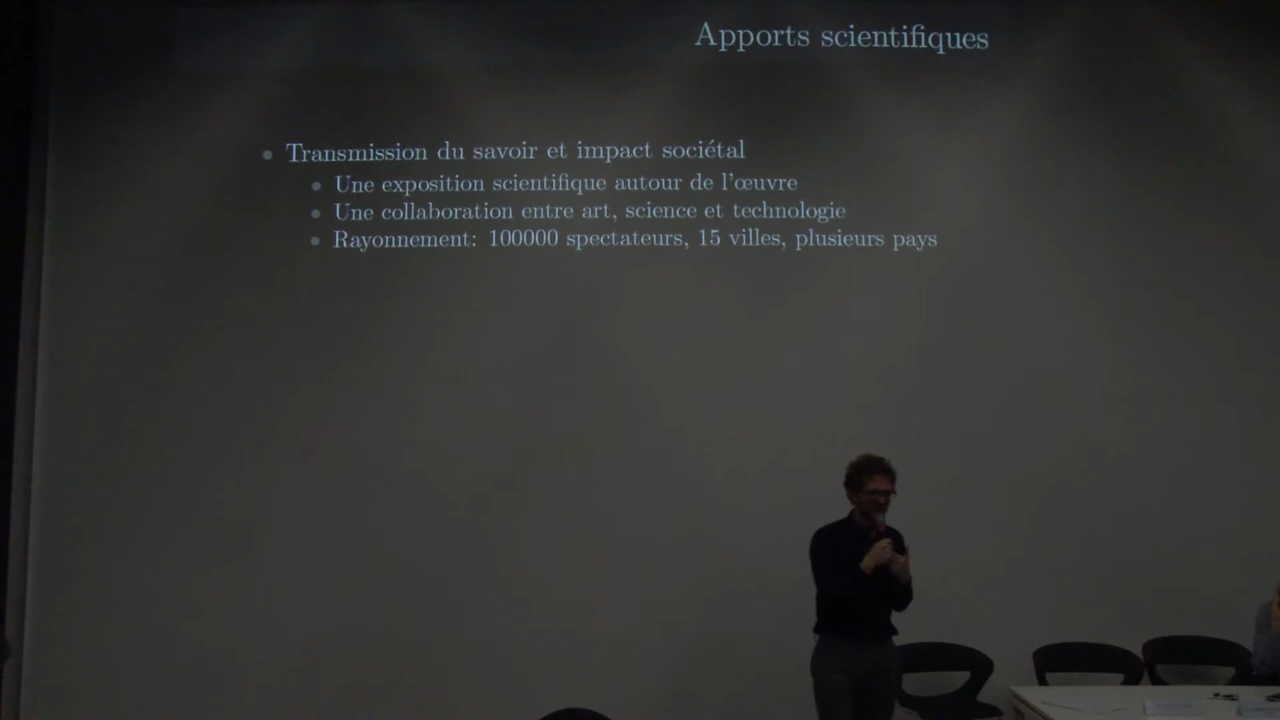 Apports scientifiques
Transmission du savoir et impact sociétal
Une exposition scientifique autour de l'œuvre
Une collaboration entre art, science et technologie
Rayonnement: 100000 spectateurs, 15 villes, plusieurs pays